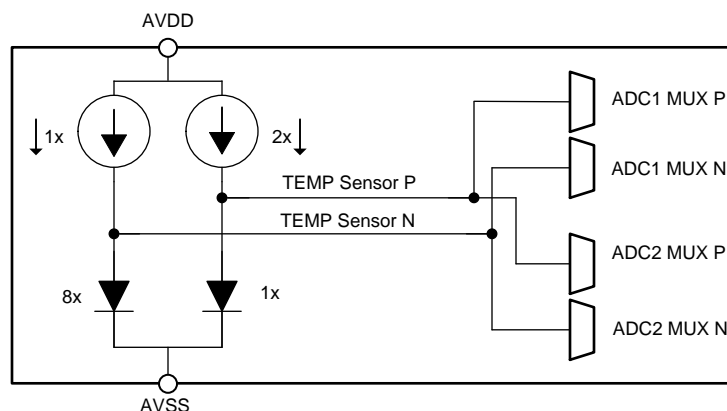 AVDD
1x
2x
ADC1 MUX P
ADC1 MUX N
TEMP Sensor P
TEMP Sensor N
ADC2 MUX P
8x
1x
ADC2 MUX N
AVSS